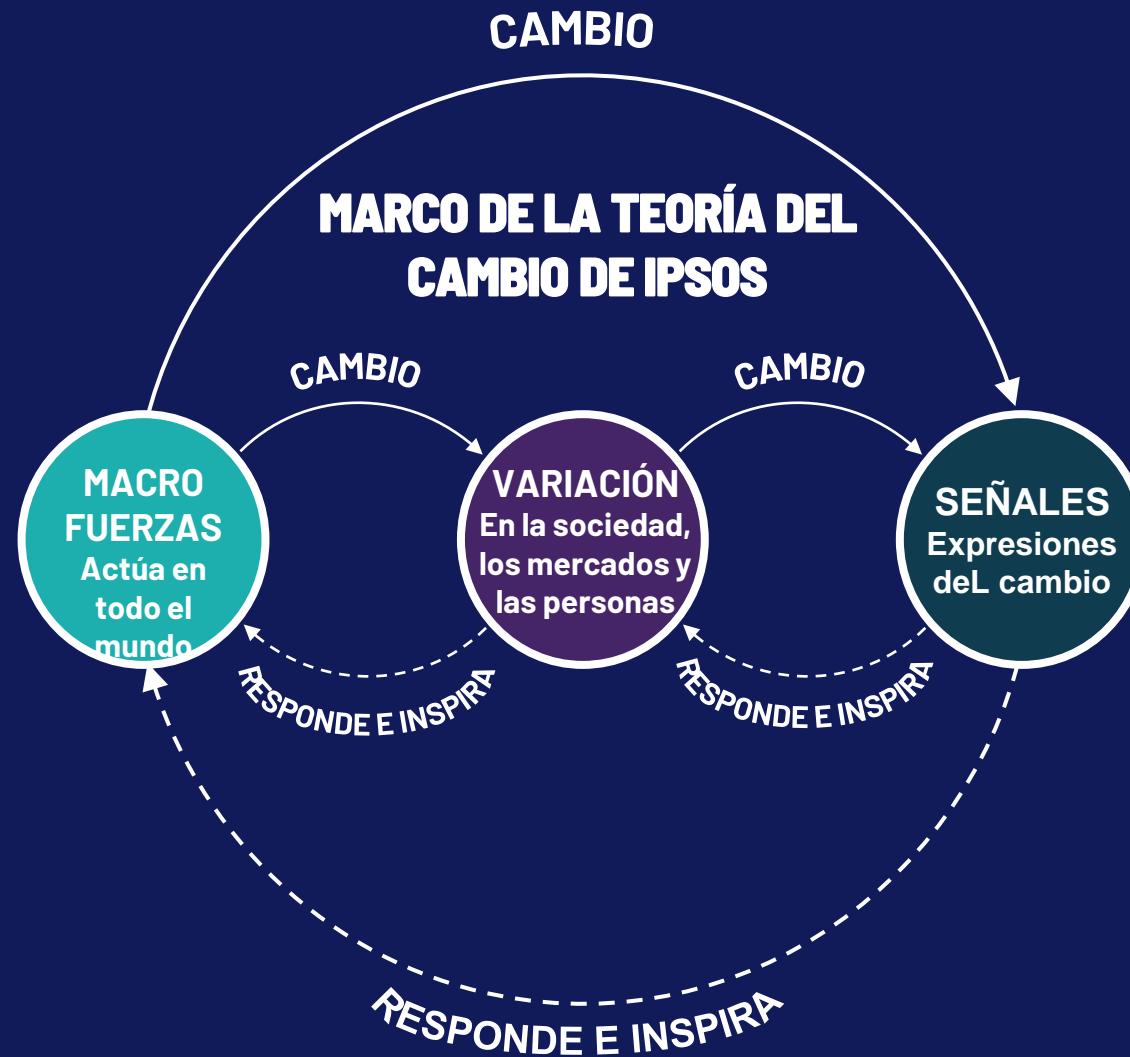 CAMBIO
MARCO DE LA TEORÍA DEL
CAMBIO DE IPSOS
CAMBIO
CAMBIO
MACRO
FUERZAS
Actúa en
todo el
mundo
VARIACIÓN
En la sociedad,
los mercados y
las personas
SEÑALES
Expresiones
deL cambio
RESPONDE E INSPIRA
RESPONDE E INSPIRA
RESPONDE E INSPIRA